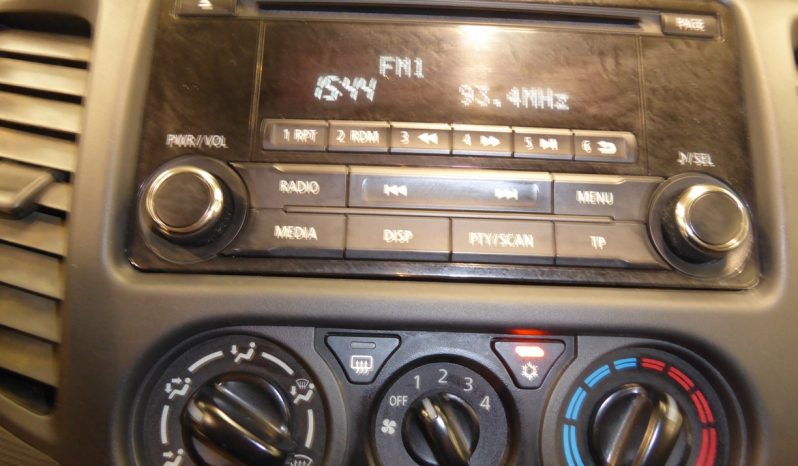 PAGE
FM1
15:44 93.4MHz
1 RPT 2 RDM 3 4 5 6
PWR/VOL ♪/SEL
RADIO MENU
MEDIA DISP PTY/SCAN TP
OFF 1 2 3 4